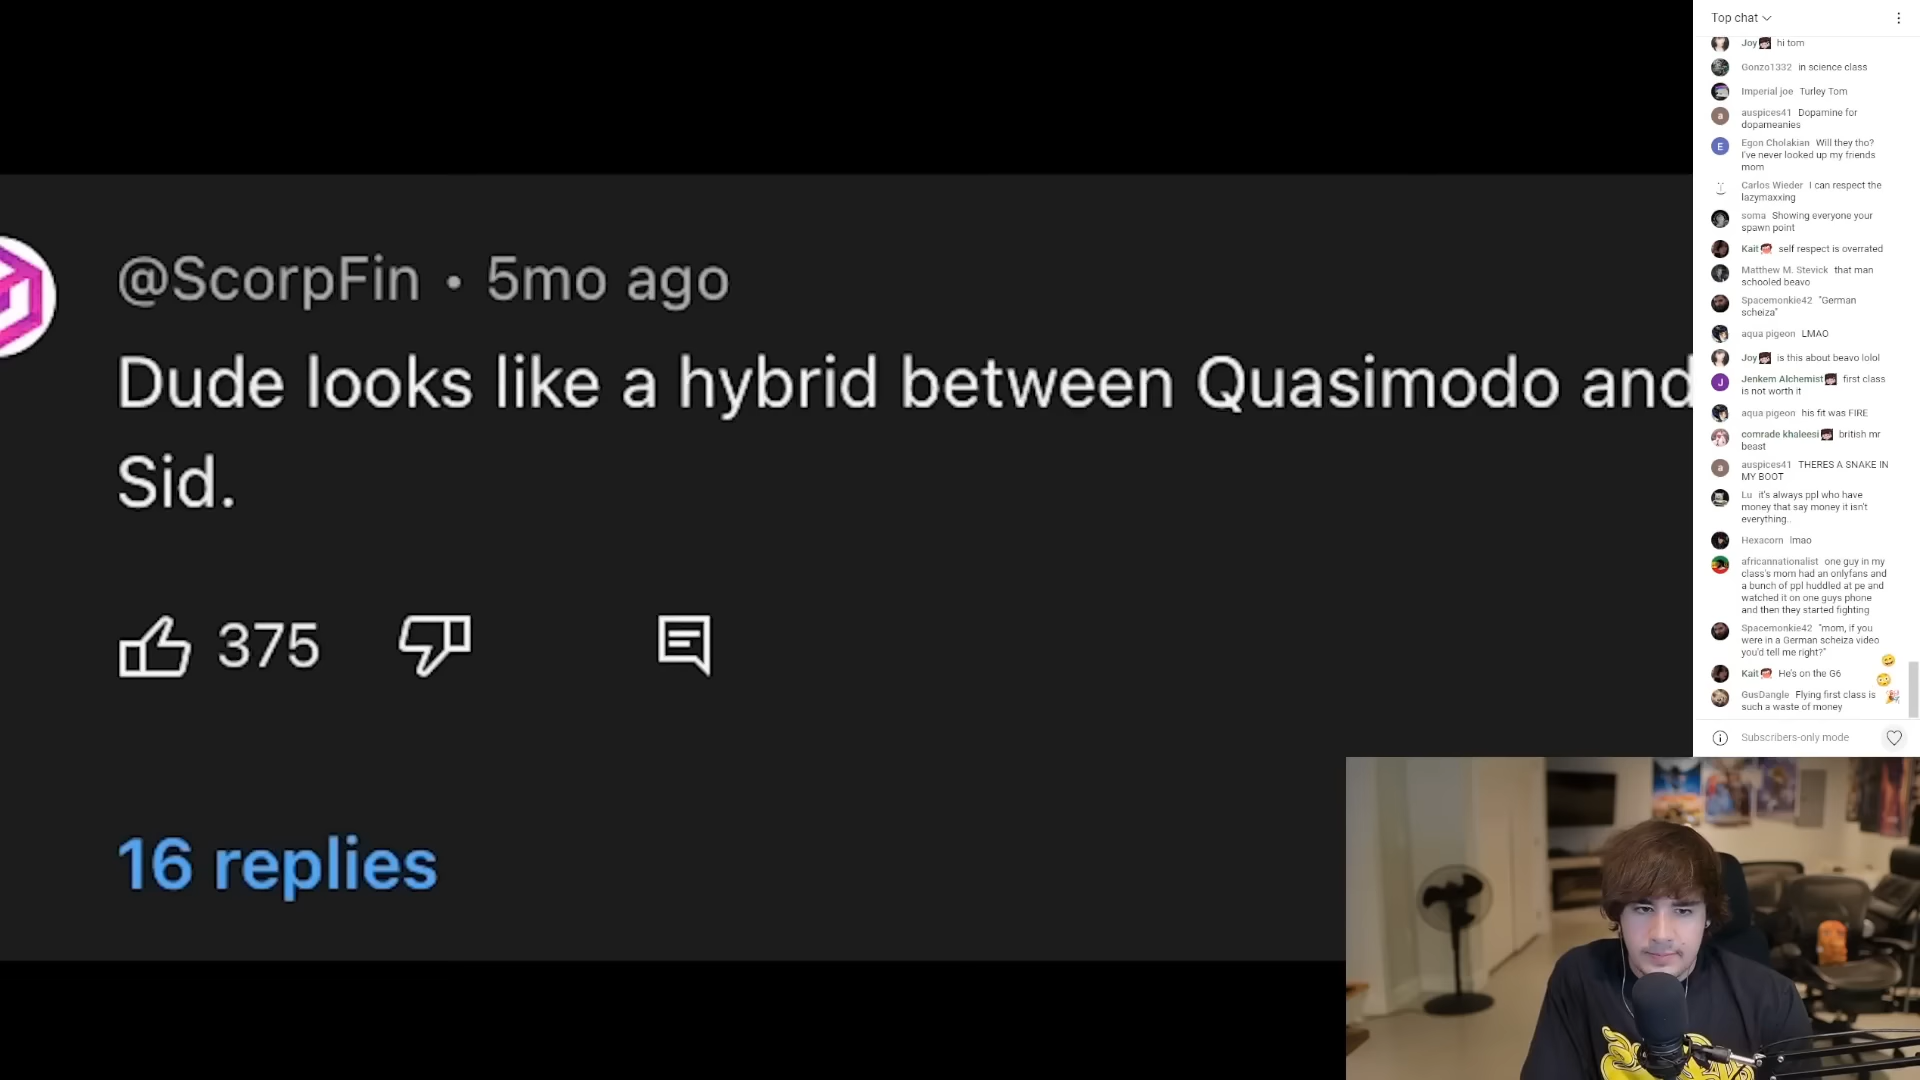 @ScorpFin • 5mo ago
Dude looks like a hybrid between Quasimodo and
Sid.
375
16 replies
Top chat
Joy hi tom
Gonzo1332 in science class
Imperial joe Turley Tom
a auspices41 Dopamine for
dopameanies
E Egon Cholakian Will they tho?
I've never looked up my friends
mom
Carlos Wieder I can respect the
lazymaxxing
soma Showing everyone your
spawn point
Kait self respect is overrated
Matthew M. Stevick that man
schooled beavo
Spacemonkie42 "German
scheiza"
aqua pigeon LMAO
Joy is this about beavo lolol
J Jenkem Alchemist first class
is not worth it
aqua pigeon his fit was FIRE
comrade khaleesi british mr
beast
a auspices41 THERES A SNAKE IN
MY BOOT
Lu it's always ppl who have
money that say money it isn't
everything..
Hexacorn lmao
africannationalist one guy in my
class's mom had an onlyfans and
a bunch of ppl huddled at pe and
watched it on one guys phone
and then they started fighting
Spacemonkie42 "mom, if you
were in a German scheiza video
you'd tell me right?"
Kait He's on the G6
GusDangle Flying first class is
such a waste of money
Subscribers-only mode